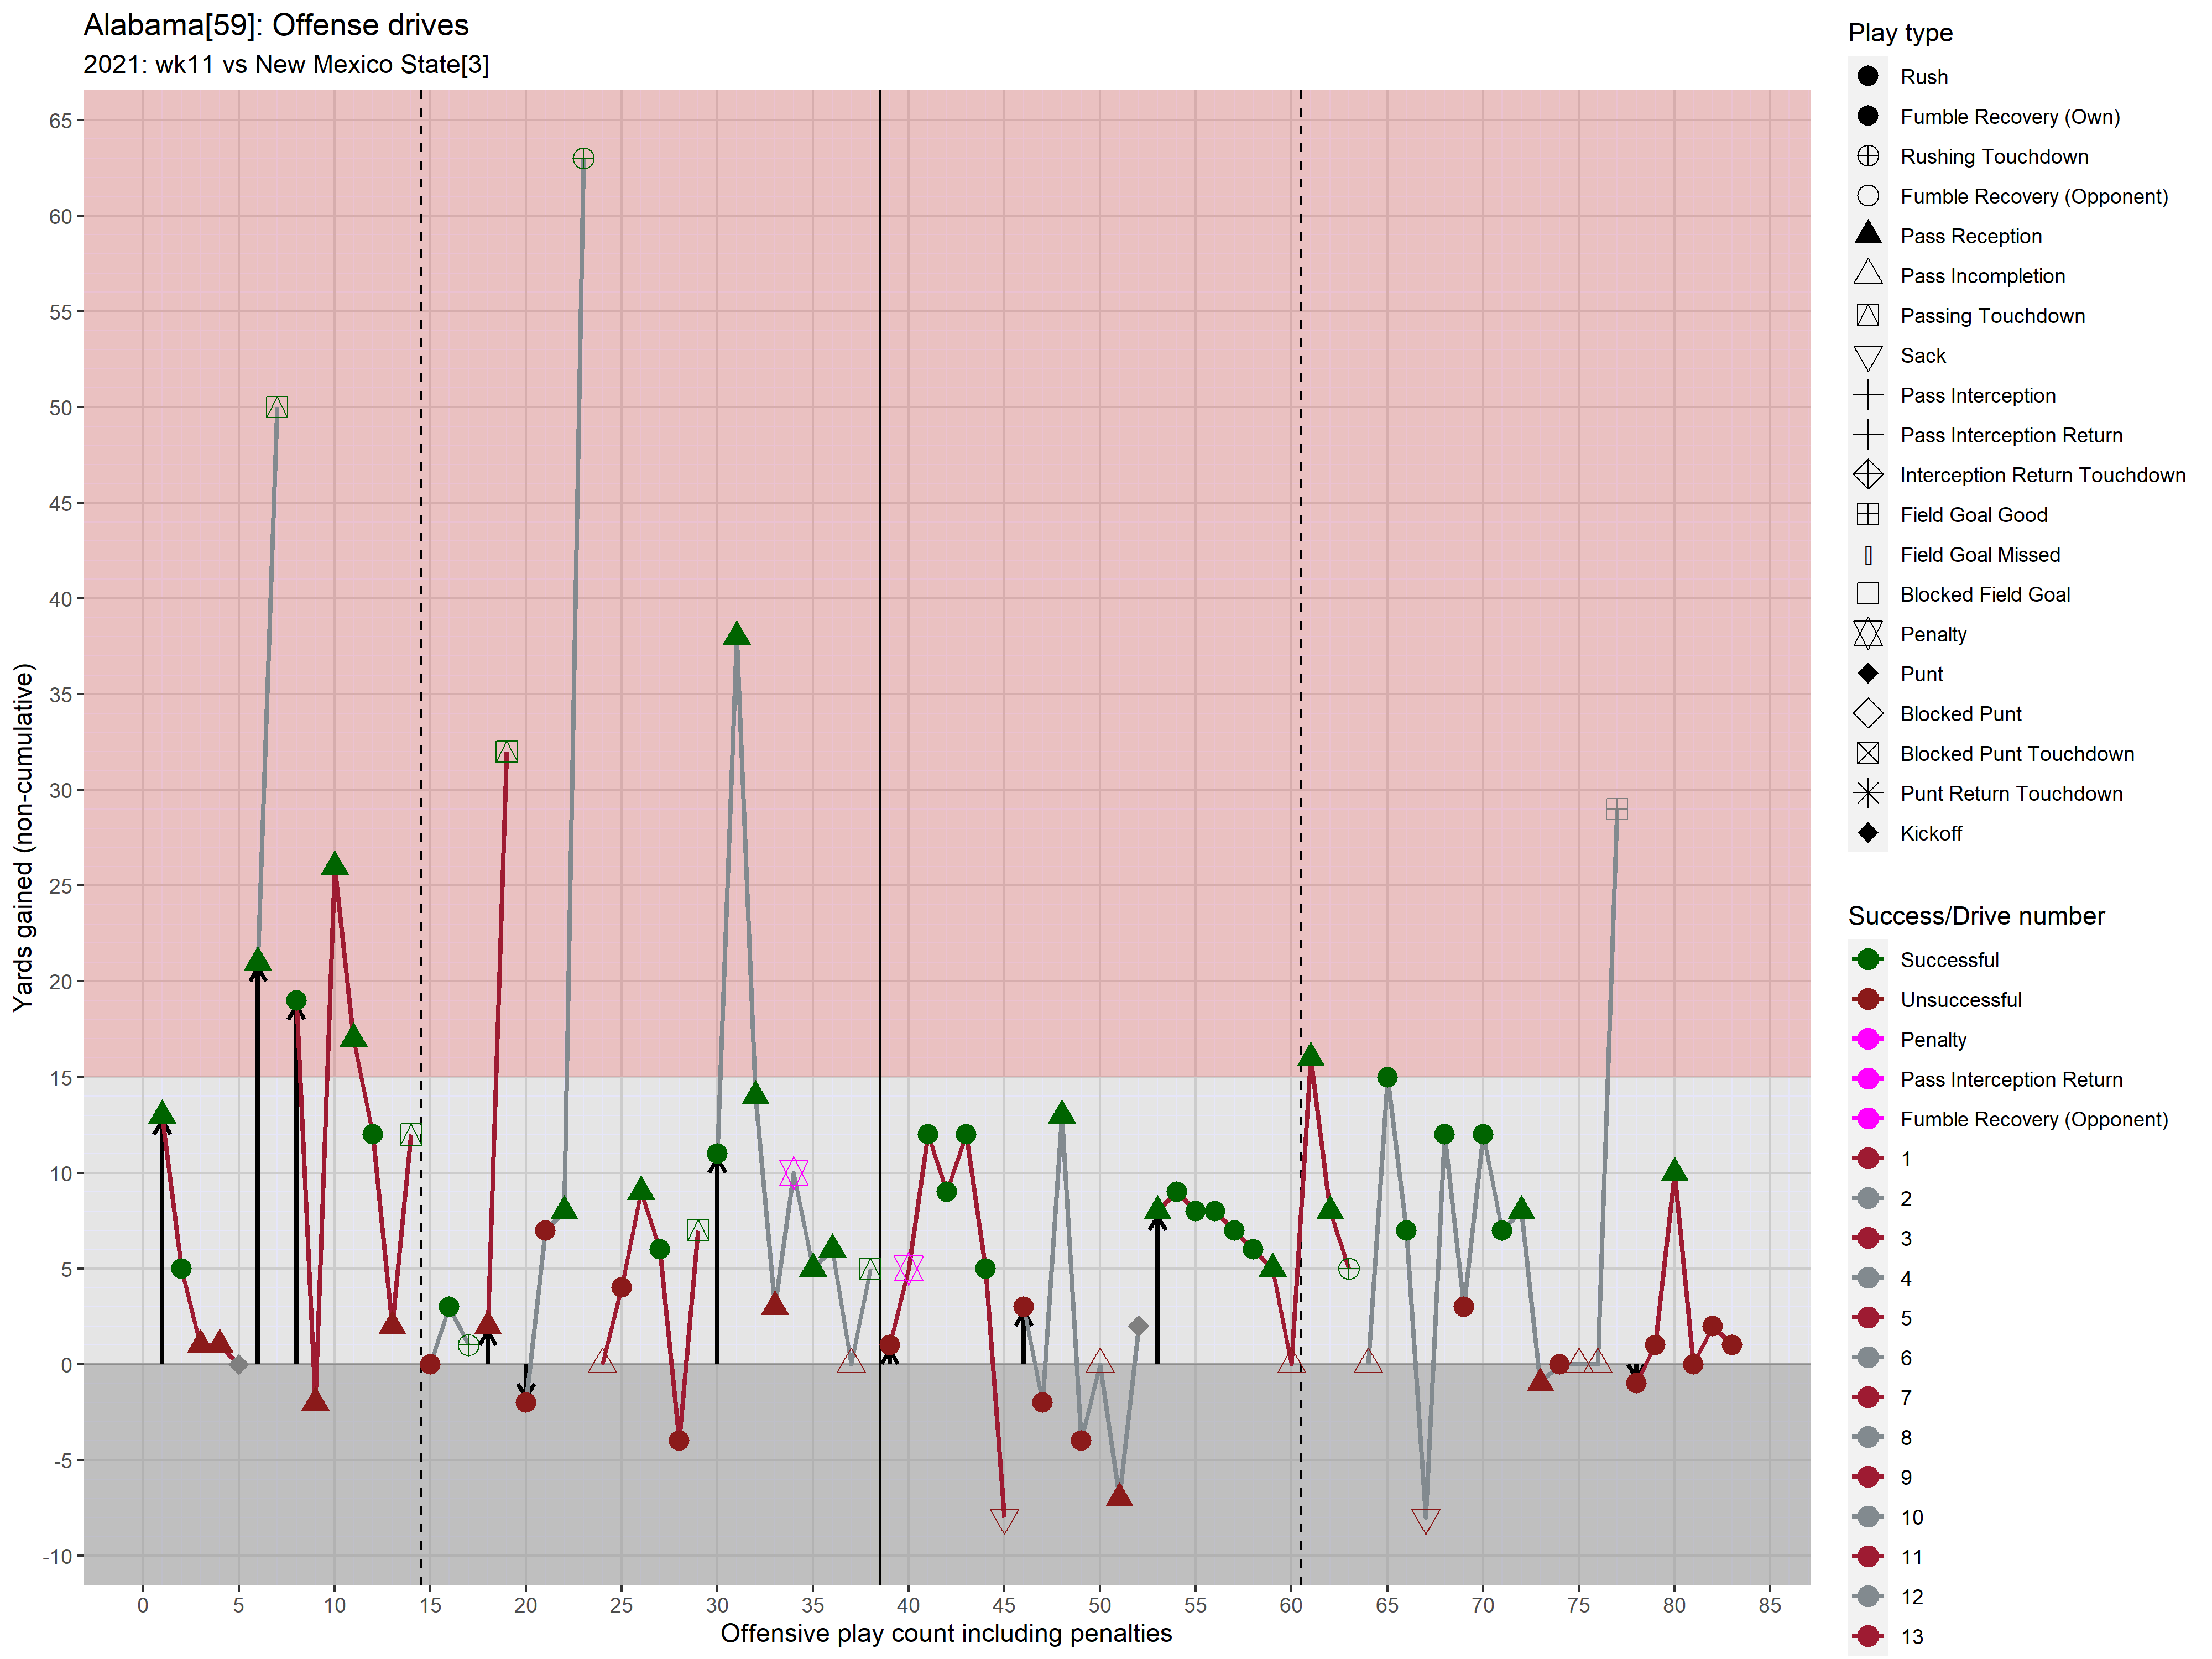 Alabama[59]: Offense drives
2021: wk11 vs New Mexico State[3]
Yards gained (non-cumulative)
65
60
55
50
45
40
35
30
25
20
15
10
5
0
-5
-10
0 5 10 15 20 25 30 35 40 45 50 55 60 65 70 75 80 85
Offensive play count including penalties
Play type
Rush
Fumble Recovery (Own)
Rushing Touchdown
Fumble Recovery (Opponent)
Pass Reception
Pass Incompletion
Passing Touchdown
Sack
Pass Interception
Pass Interception Return
Interception Return Touchdown
Field Goal Good
Field Goal Missed
Blocked Field Goal
Penalty
Punt
Blocked Punt
Blocked Punt Touchdown
Punt Return Touchdown
Kickoff
Success/Drive number
Successful
Unsuccessful
Penalty
Pass Interception Return
Fumble Recovery (Opponent)
1
2
3
4
5
6
7
8
9
10
11
12
13